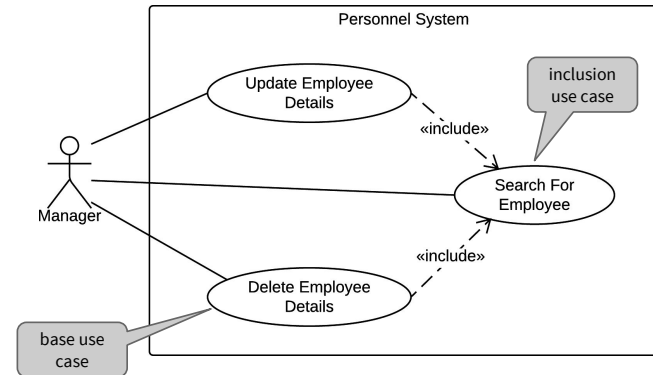 Personnel System
Update Employee
Details
inclusion
use case
«include»
Search For
Employee
Manager
«include»
Delete Employee
Details
base use
case